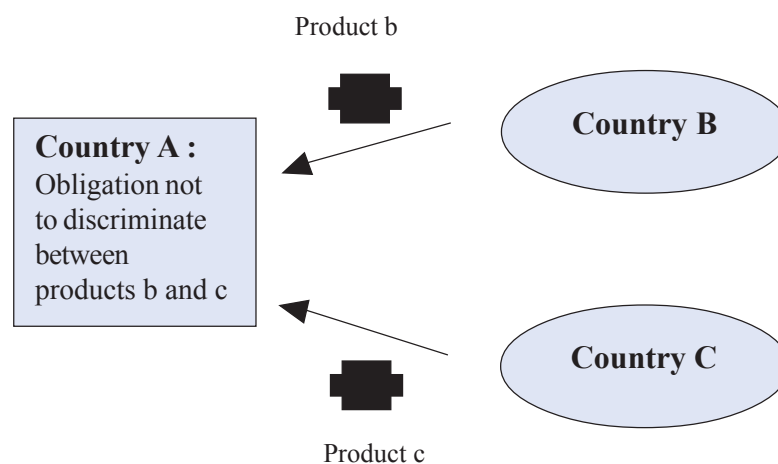 Product b
Country B
Country A :
Obligation not
to discriminate
between
products b and c
Country C
Product c